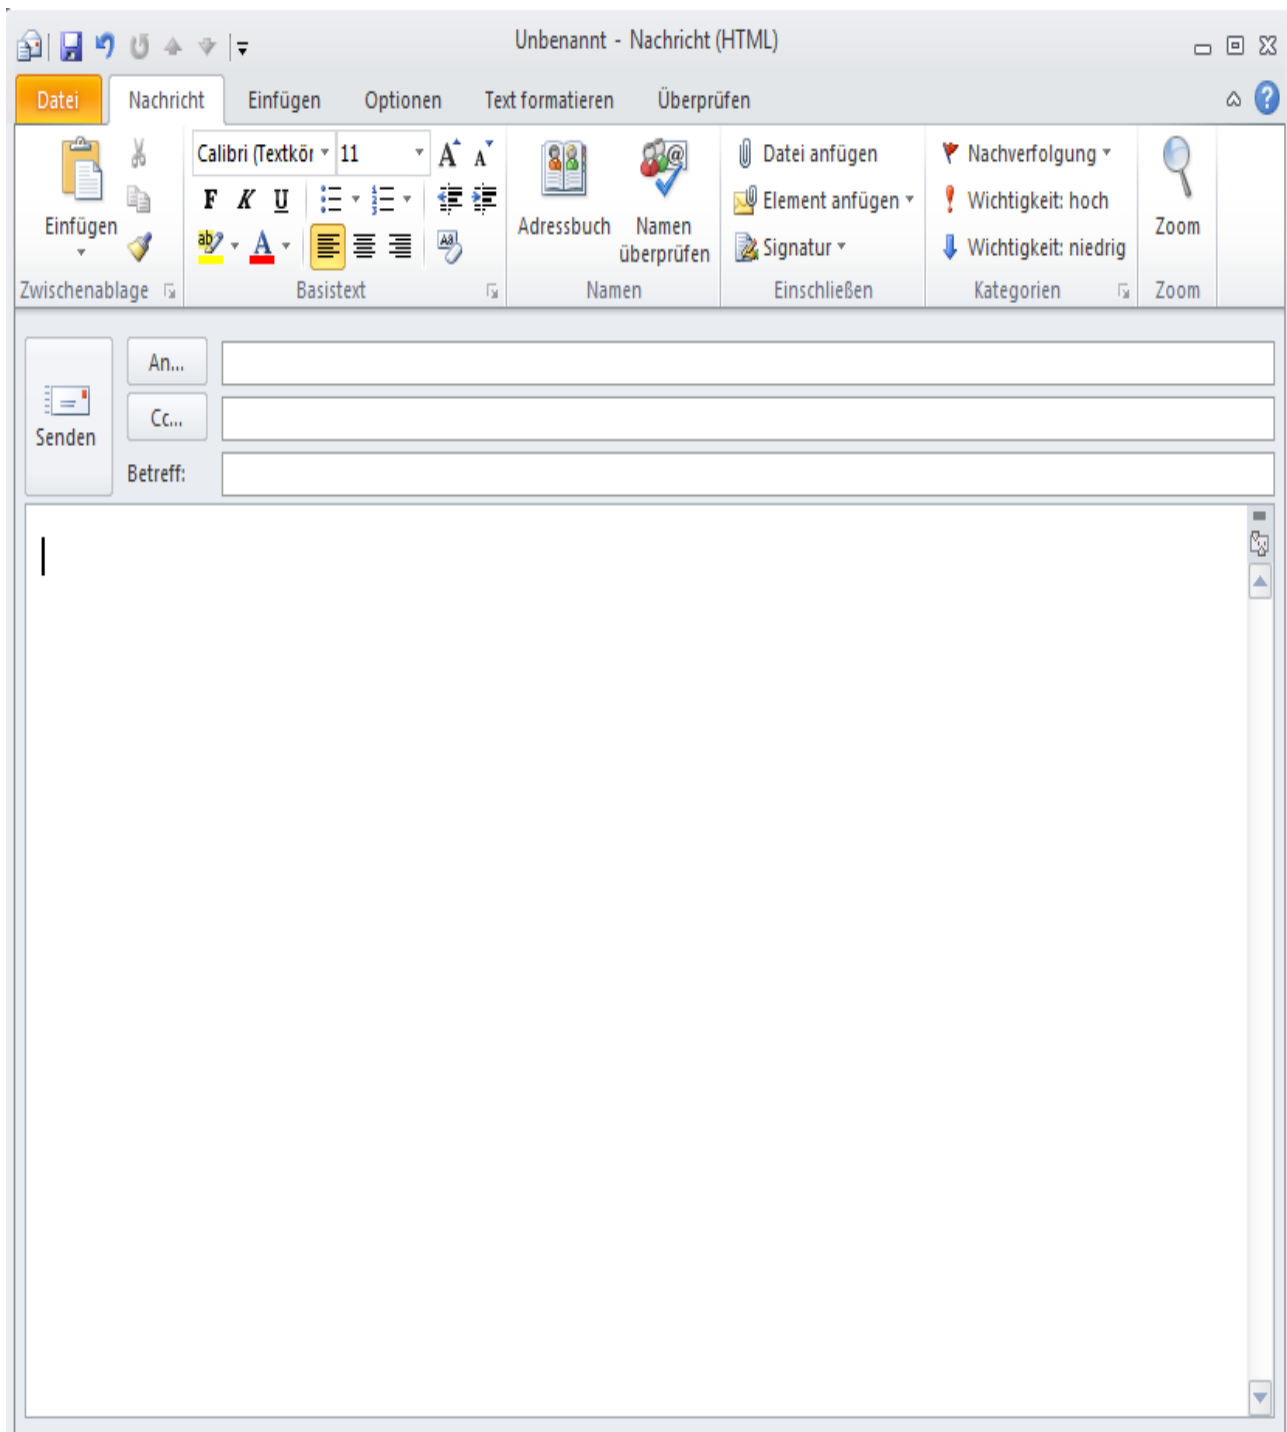 Unbenannt - Nachricht (HTML)
Datei Nachricht Einfügen Optionen Text formatieren Überprüfen
Calibri (Textkör 11
F K U
Einfügen
Zwischenablage
Basistext
Adressbuch
Namen
überprüfen
Namen
Datei anfügen
Element anfügen
Signatur
Einschließen
Nachverfolgung
Wichtigkeit: hoch
Wichtigkeit: niedrig
Kategorien
Zoom
Zoom
Senden
An...
Cc...
Betreff: